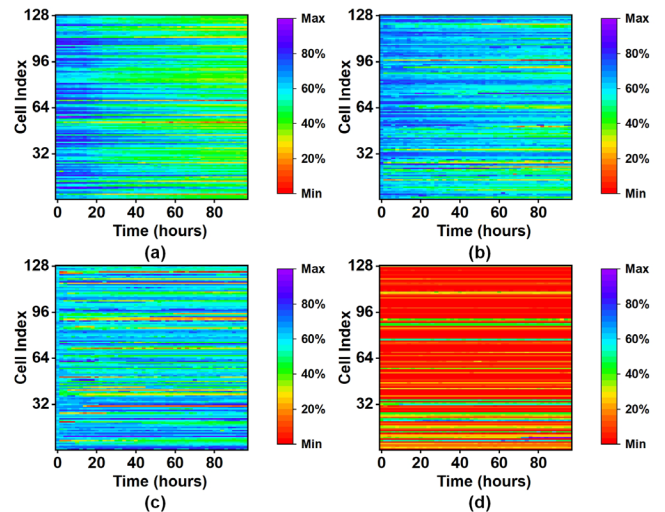 128
96
64
32
Cell Index
0 20 40 60 80
Time (hours)
(a)
Max
80%
60%
40%
20%
Min
128
96
64
32
Cell Index
0 20 40 60 80
Time (hours)
(b)
Max
80%
60%
40%
20%
Min
128
96
64
32
Cell Index
0 20 40 60 80
Time (hours)
(c)
Max
80%
60%
40%
20%
Min
128
96
64
32
Cell Index
0 20 40 60 80
Time (hours)
(d)
Max
80%
60%
40%
20%
Min